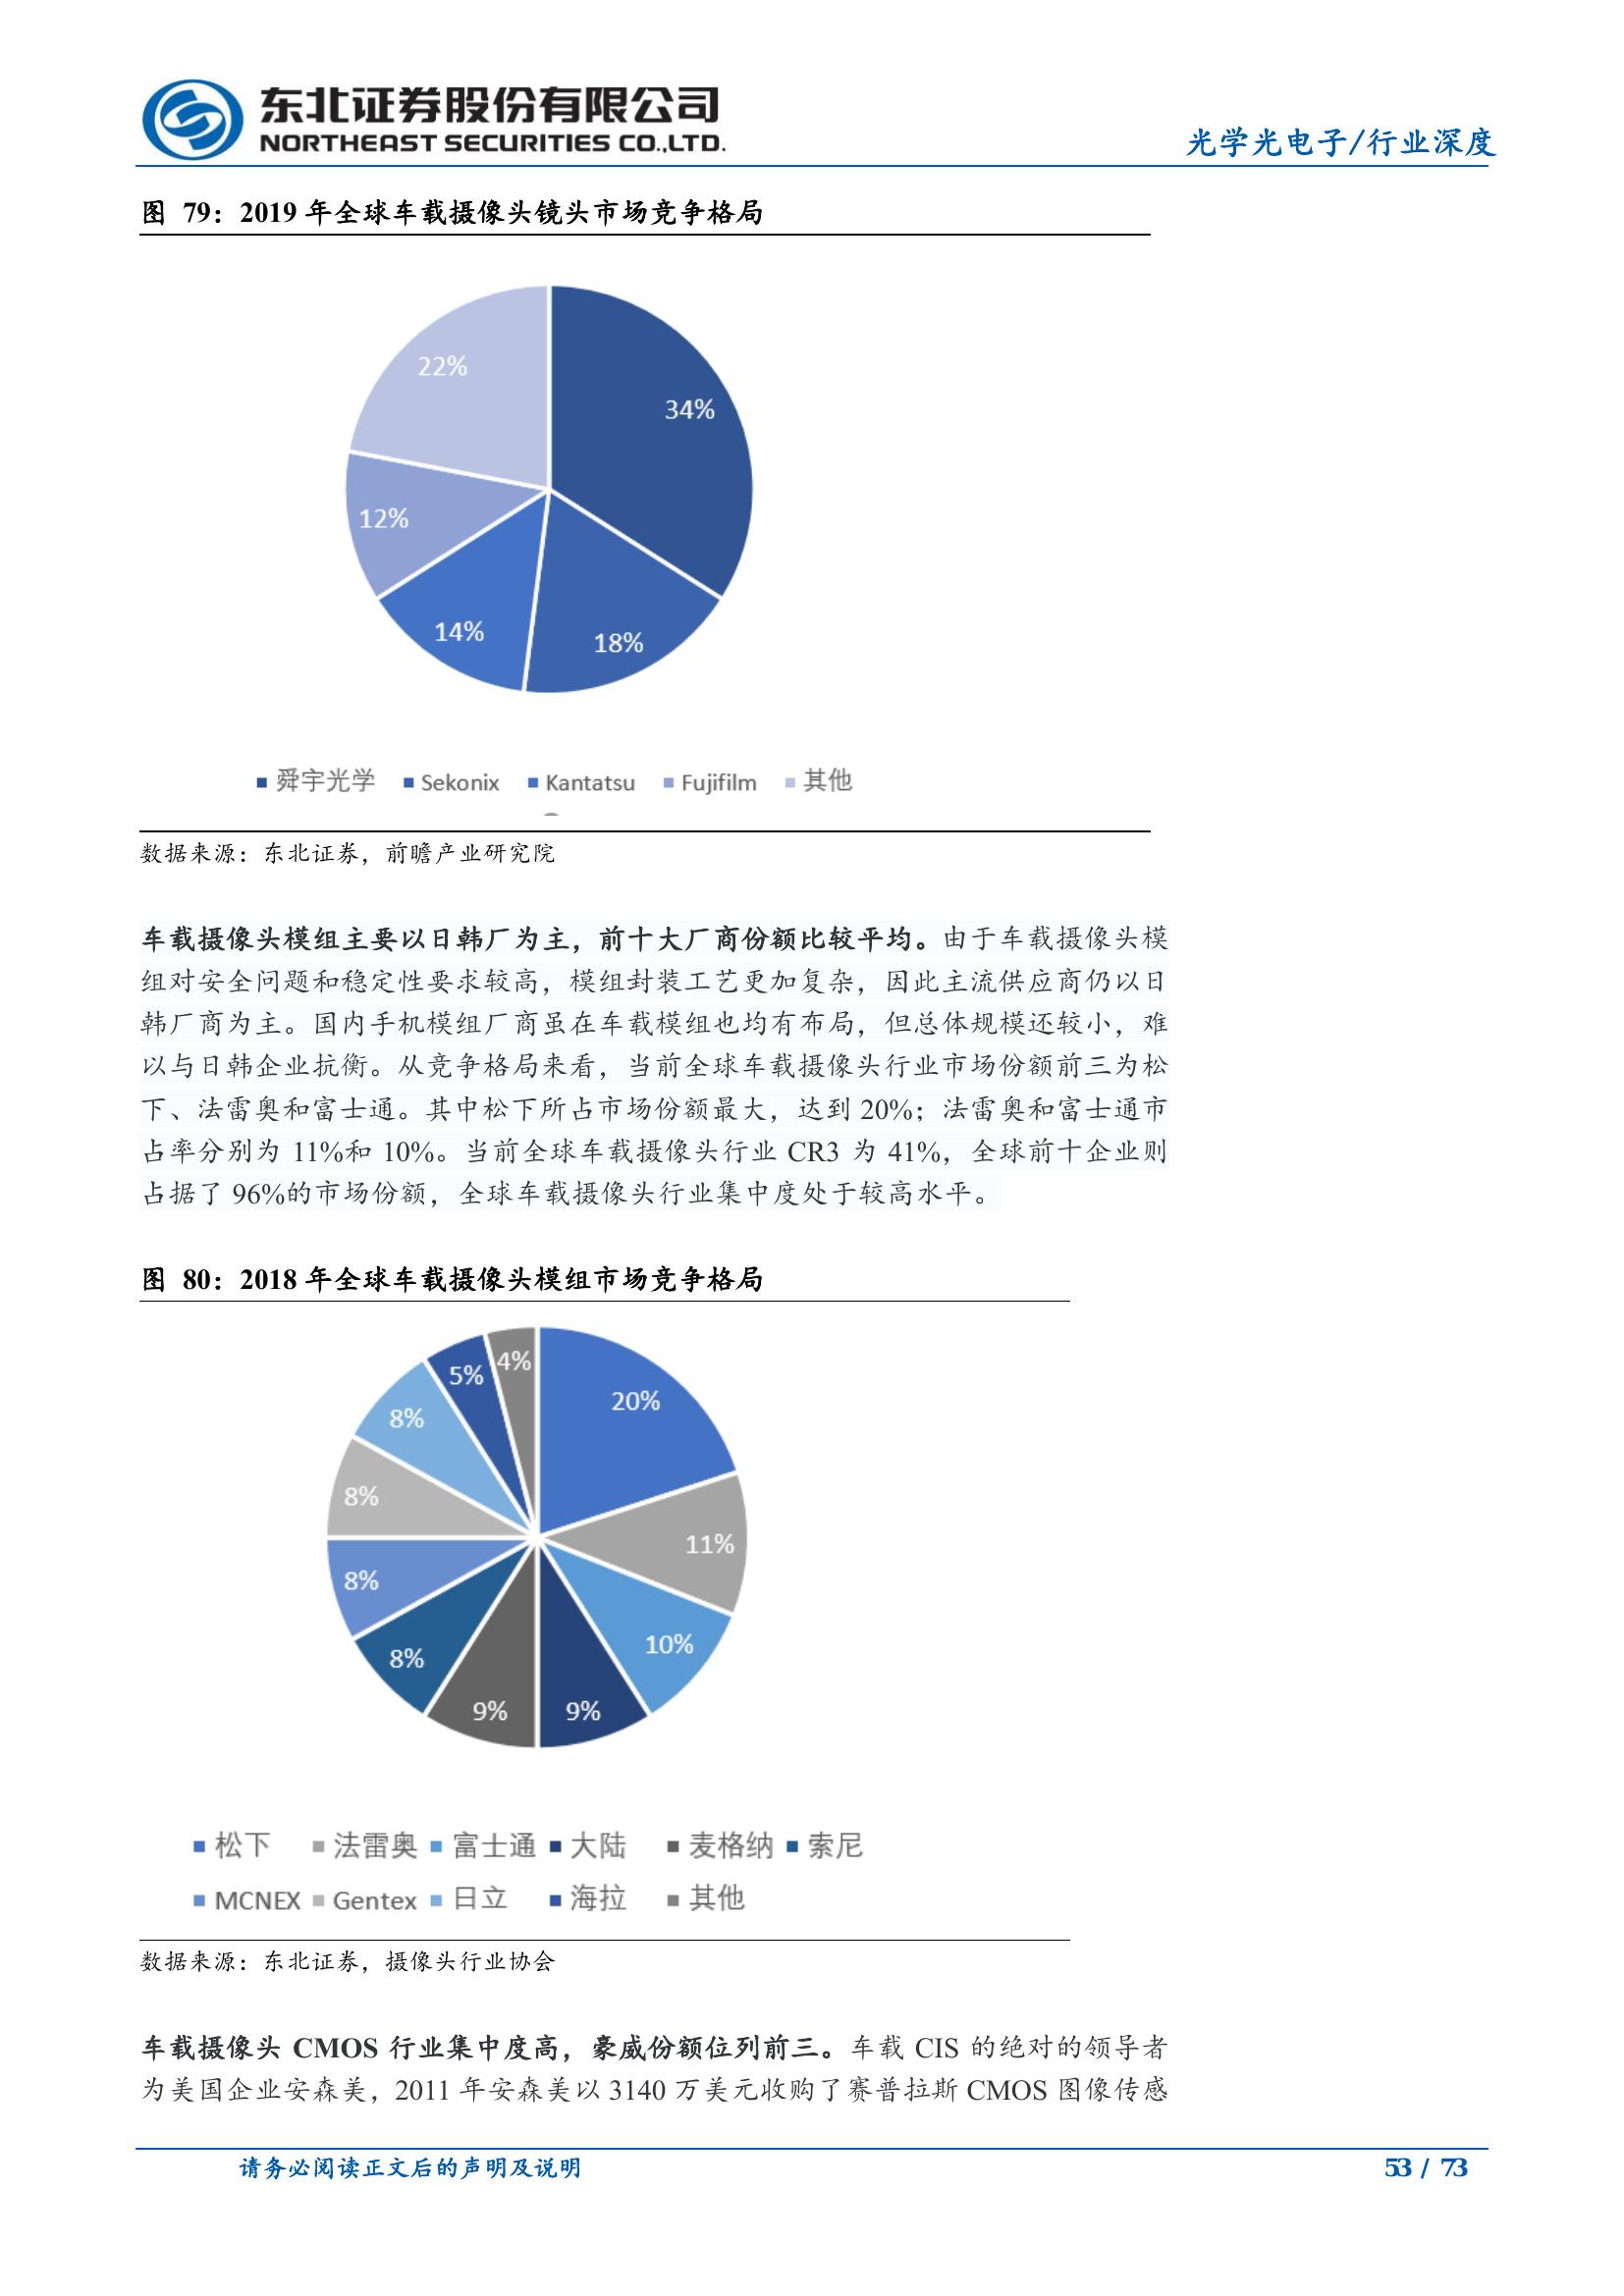 东北证券股份有限公司
NORTHEAST SECURITIES CO.,LTD.
光学光电子/行业深度
图 79：2019 年全球车载摄像头镜头市场竞争格局
22%
34%
12%
14%
18%
舜宇光学 Sekonix Kantatsu Fujifilm 其他
数据来源：东北证券，前瞻产业研究院
车载摄像头模组主要以日韩厂为主，前十大厂商份额比较平均。由于车载摄像头模
组对安全问题和稳定性要求较高，模组封装工艺更加复杂，因此主流供应商仍以日
韩厂商为主。国内手机模组厂商虽在车载模组也均有布局，但总体规模还较小，难
以与日韩企业抗衡。从竞争格局来看，当前全球车载摄像头行业市场份额前三为松
下、法雷奥和富士通。其中松下所占市场份额最大，达到 20%；法雷奥和富士通市
占率分别为 11%和 10%。当前全球车载摄像头行业 CR3 为 41%，全球前十企业则
占据了 96%的市场份额，全球车载摄像头行业集中度处于较高水平。
图 80：2018 年全球车载摄像头模组市场竞争格局
4%
5%
20%
8%
8%
11%
8%
10%
8%
9%
9%
松下 法雷奥 富士通 大陆 麦格纳 索尼
MCNEX Gentex 日立 海拉 其他
数据来源：东北证券，摄像头行业协会
车载摄像头 CMOS 行业集中度高，豪威份额位列前三。车载 CIS 的绝对的领导者
为美国企业安森美，2011 年安森美以 3140 万美元收购了赛普拉斯 CMOS 图像传感
请务必阅读正文后的声明及说明
53 / 73